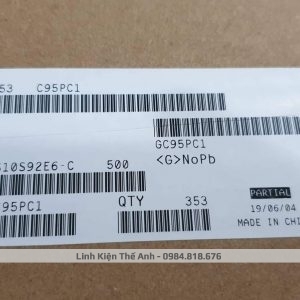 53 C95PC1
GC95PC1
<G>NoPb
S10S92E6-C 500
95PC1 QTY 353
PARTIAL
19/06/04
MADE IN CHI
Linh Kiện Thế Anh - 0984.818.676